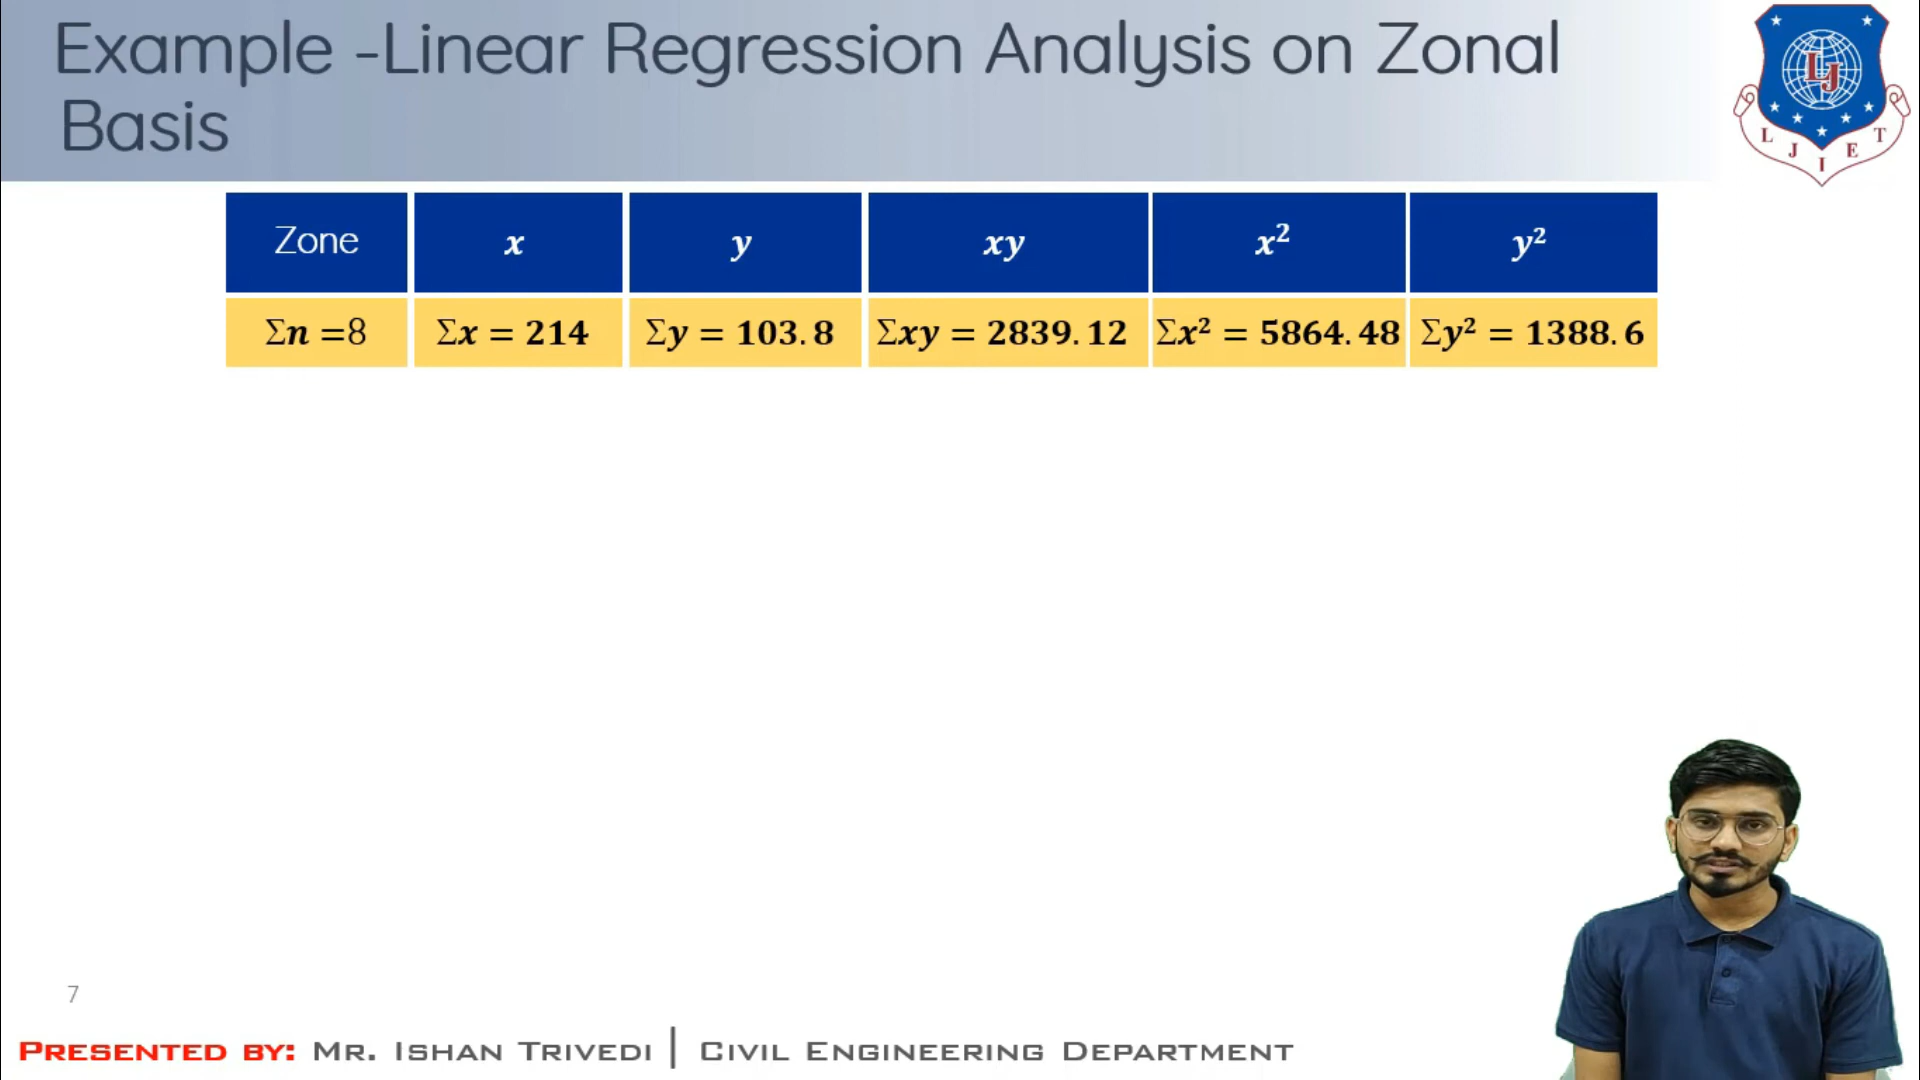 Example -Linear Regression Analysis on Zonal
Basis
L J I E T
LJ
Zone x y xy x² y²
Σn =8 Σx = 214 Σy = 103.8 Σxy = 2839.12 Σx² = 5864.48 Σy² = 1388.6
7
PRESENTED BY: MR. ISHAN TRIVEDI | CIVIL ENGINEERING DEPARTMENT